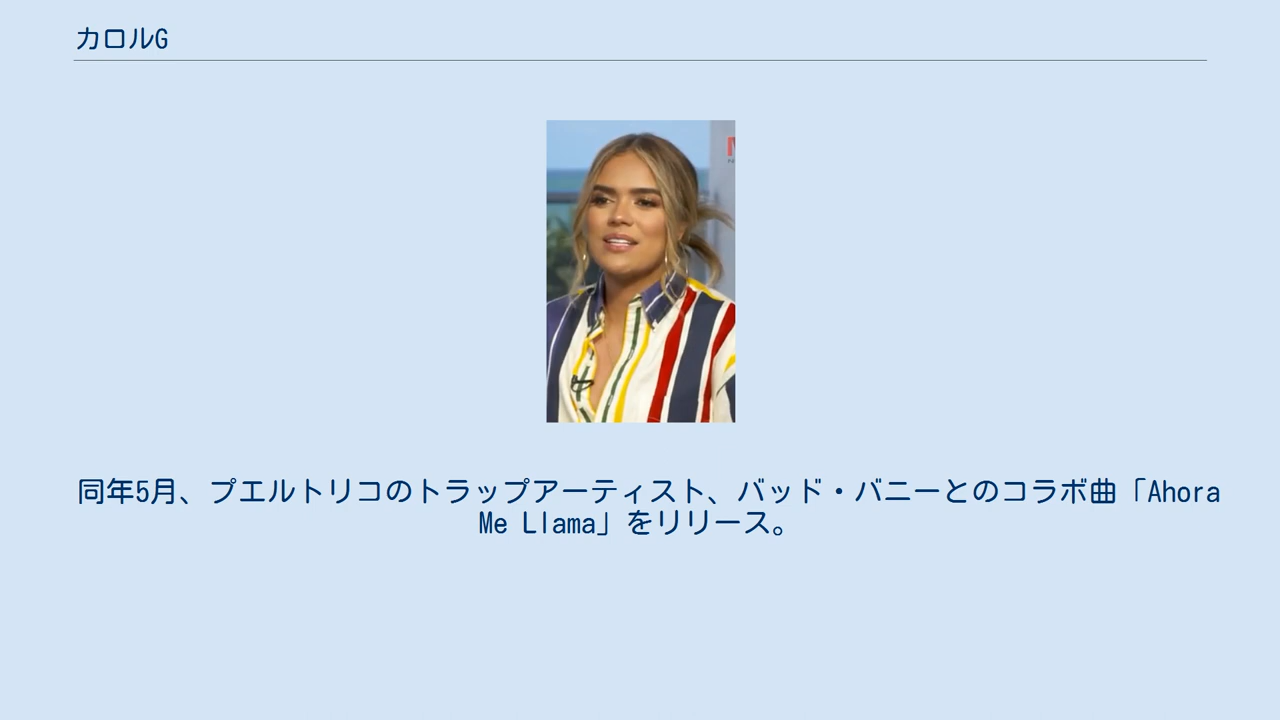 カロルG
同年5月、プエルトリコのトラップアーティスト、バッド・バニーとのコラボ曲「Ahora
Me Llama」をリリース。